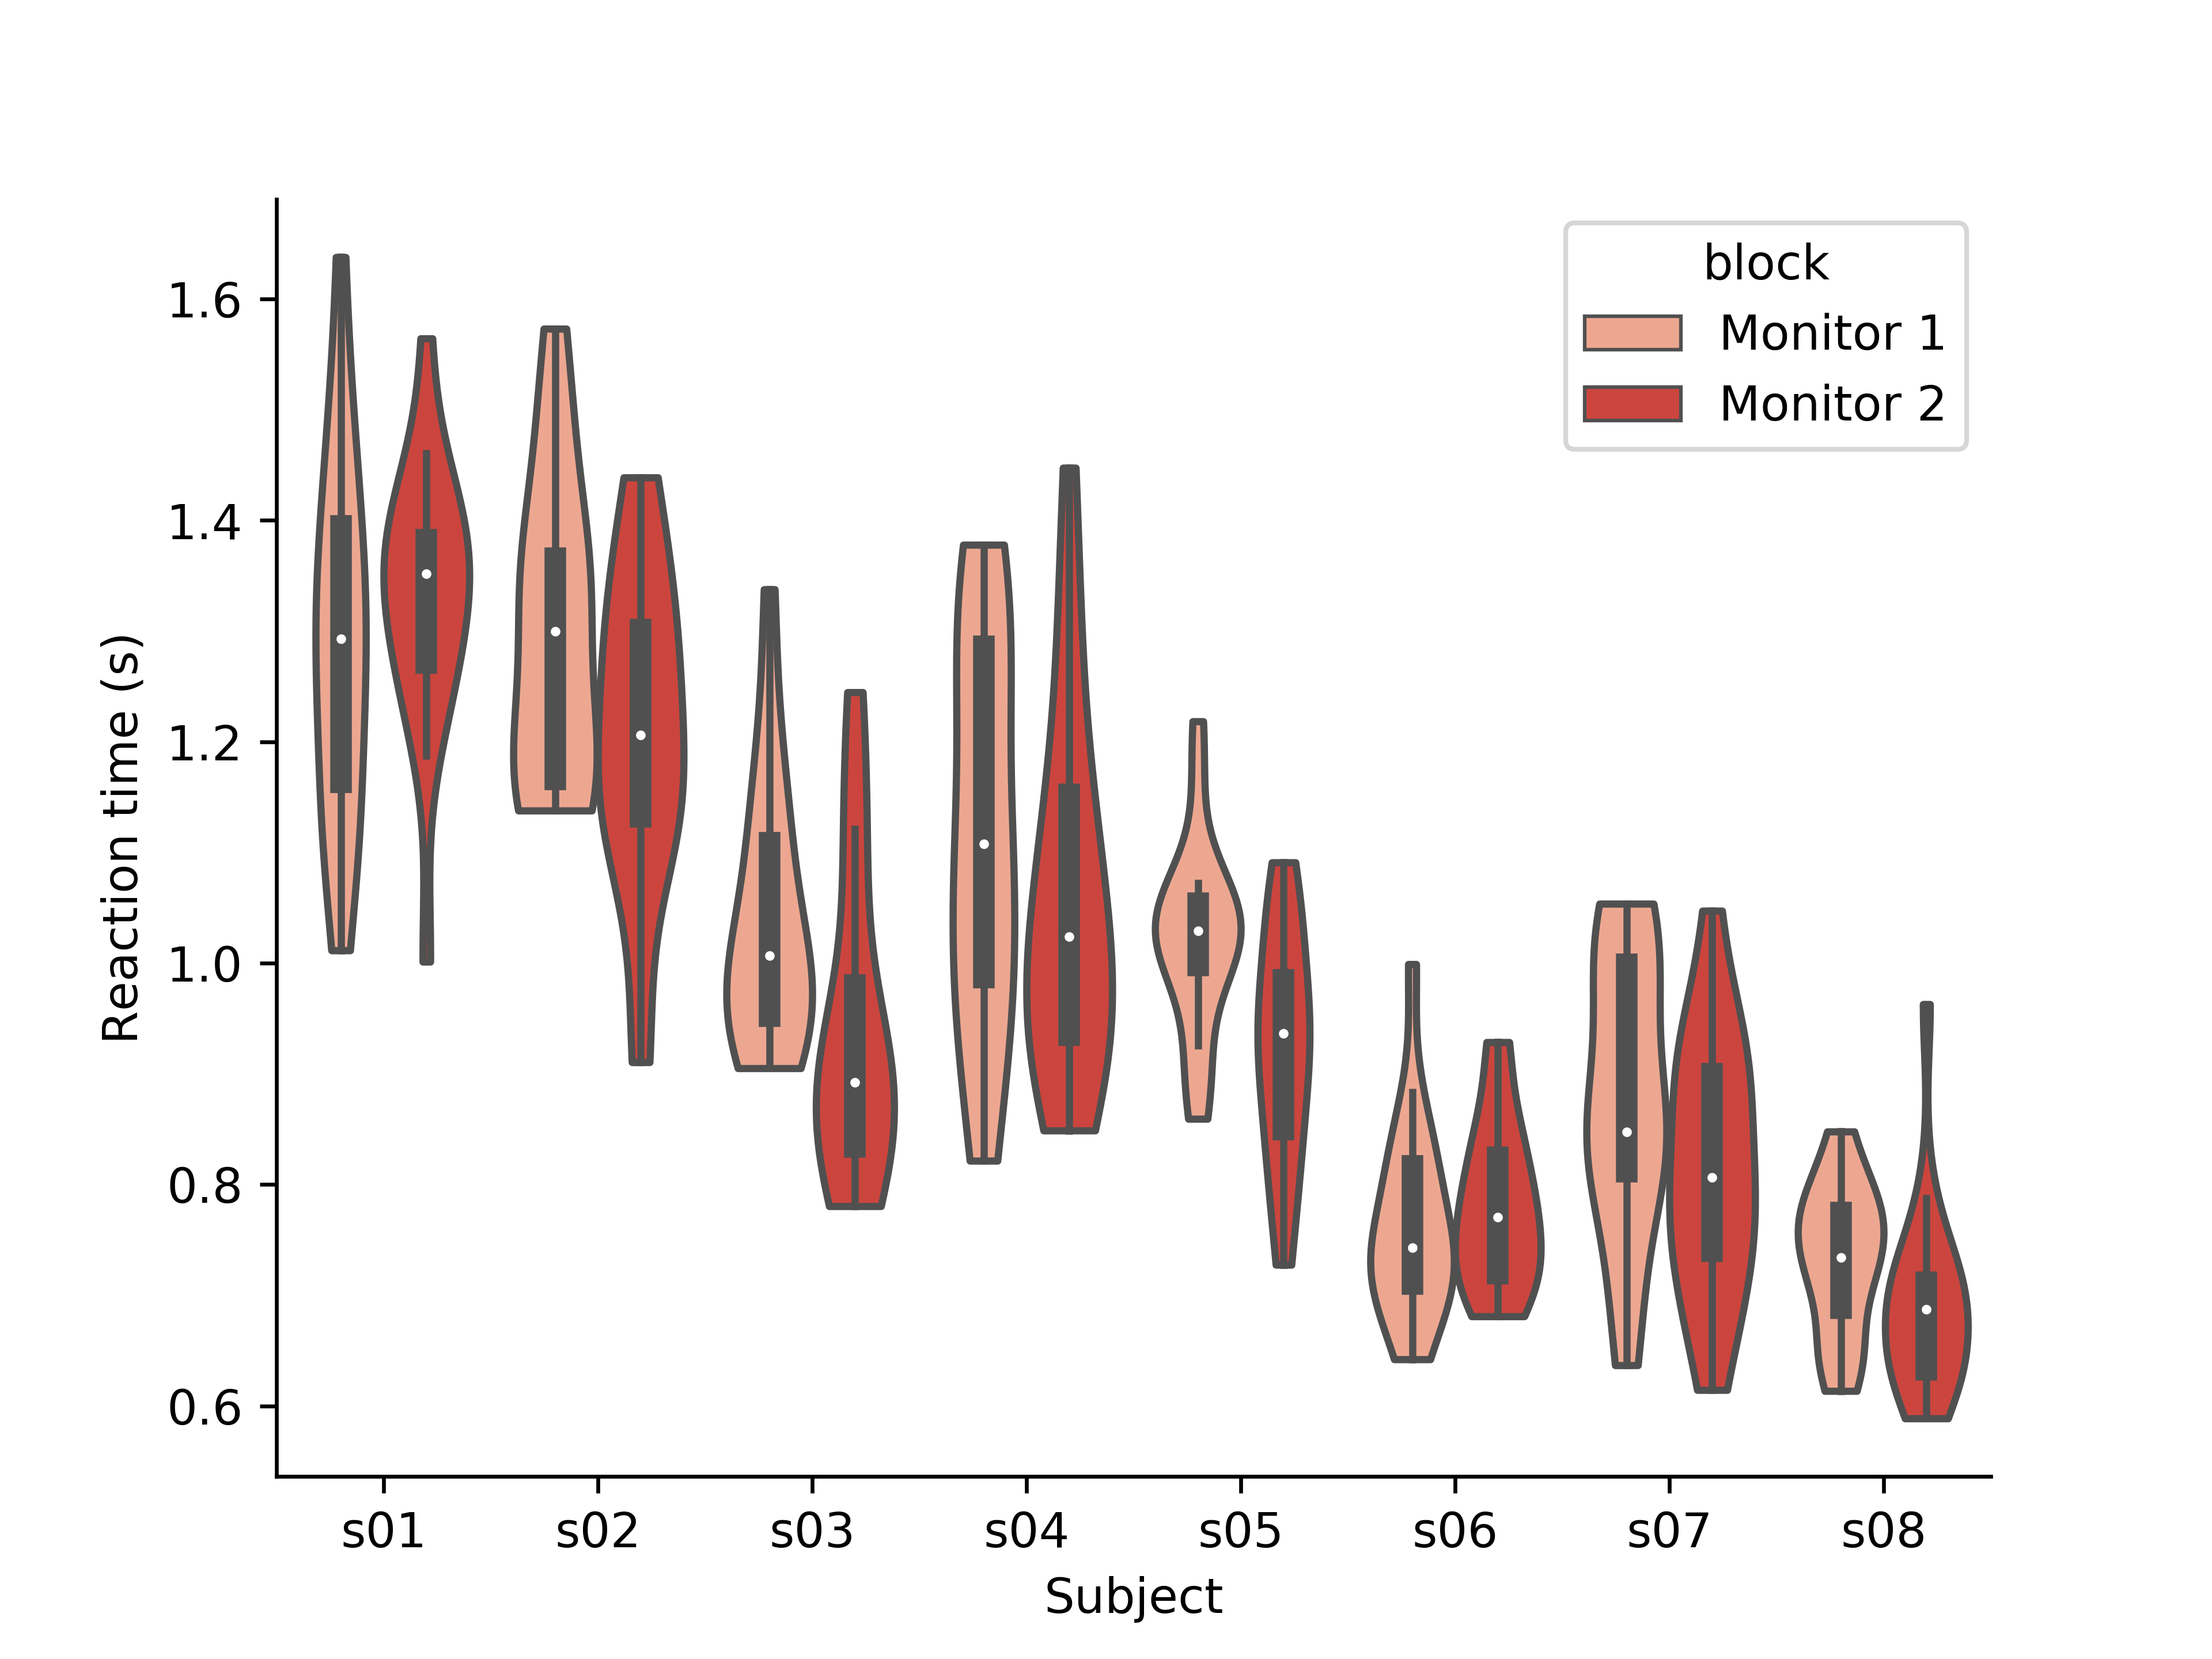 block
Monitor 1
Monitor 2
Reaction time (s)
1.6
1.4
1.2
1.0
0.8
0.6
s01 s02 s03 s04 s05 s06 s07 s08
Subject